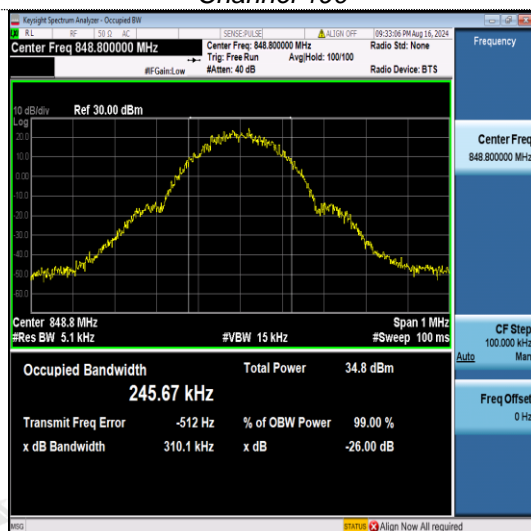 Keysight Spectrum Analyzer - Occupied BW
RL RF 50 Ω AC SENSE:PULSE ALIGN OFF 09:33:06 PM Aug 16, 2024
Center Freq 848.800000 MHz
Center Freq: 848.800000 MHz Radio Std: None
Trig: Free Run Avg|Hold: 100/100
#IFGain:Low #Atten: 40 dB Radio Device: BTS
Frequency
10 dB/div Ref 30.00 dBm
Log
20.0
10.0
0.00
-10.0
-20.0
-30.0
-40.0
-50.0
-60.0
Center 848.8 MHz Span 1 MHz
#Res BW 5.1 kHz #VBW 15 kHz #Sweep 100 ms
Occupied Bandwidth Total Power 34.8 dBm
245.67 kHz
Transmit Freq Error -512 Hz % of OBW Power 99.00 %
x dB Bandwidth 310.1 kHz x dB -26.00 dB
Center Freq
848.800000 MHz
CF Step
100.000 kHz
Auto Man
Freq Offset
0 Hz
MSG STATUS Align Now All required